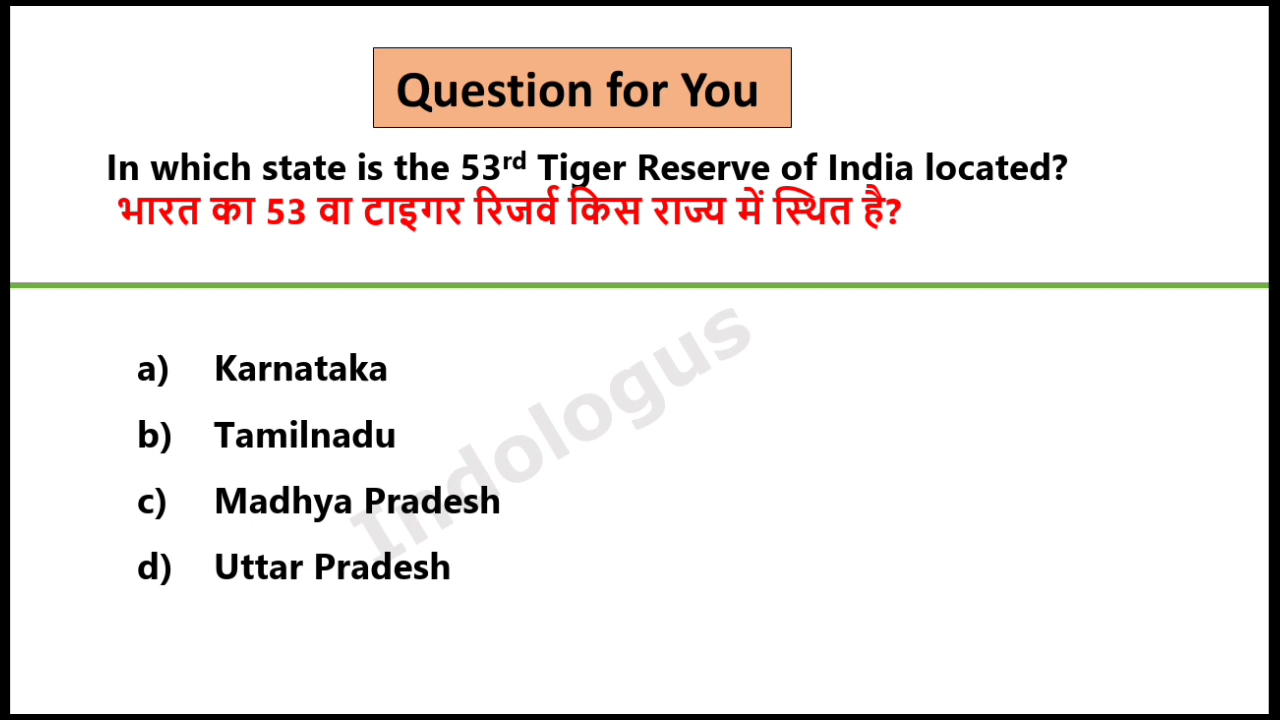 Question for You
In which state is the 53rd Tiger Reserve of India located?
भारत का 53 वा टाइगर रिजर्व किस राज्य में स्थित है?
a) Karnataka
b) Tamilnadu
c) Madhya Pradesh
d) Uttar Pradesh
Indologus